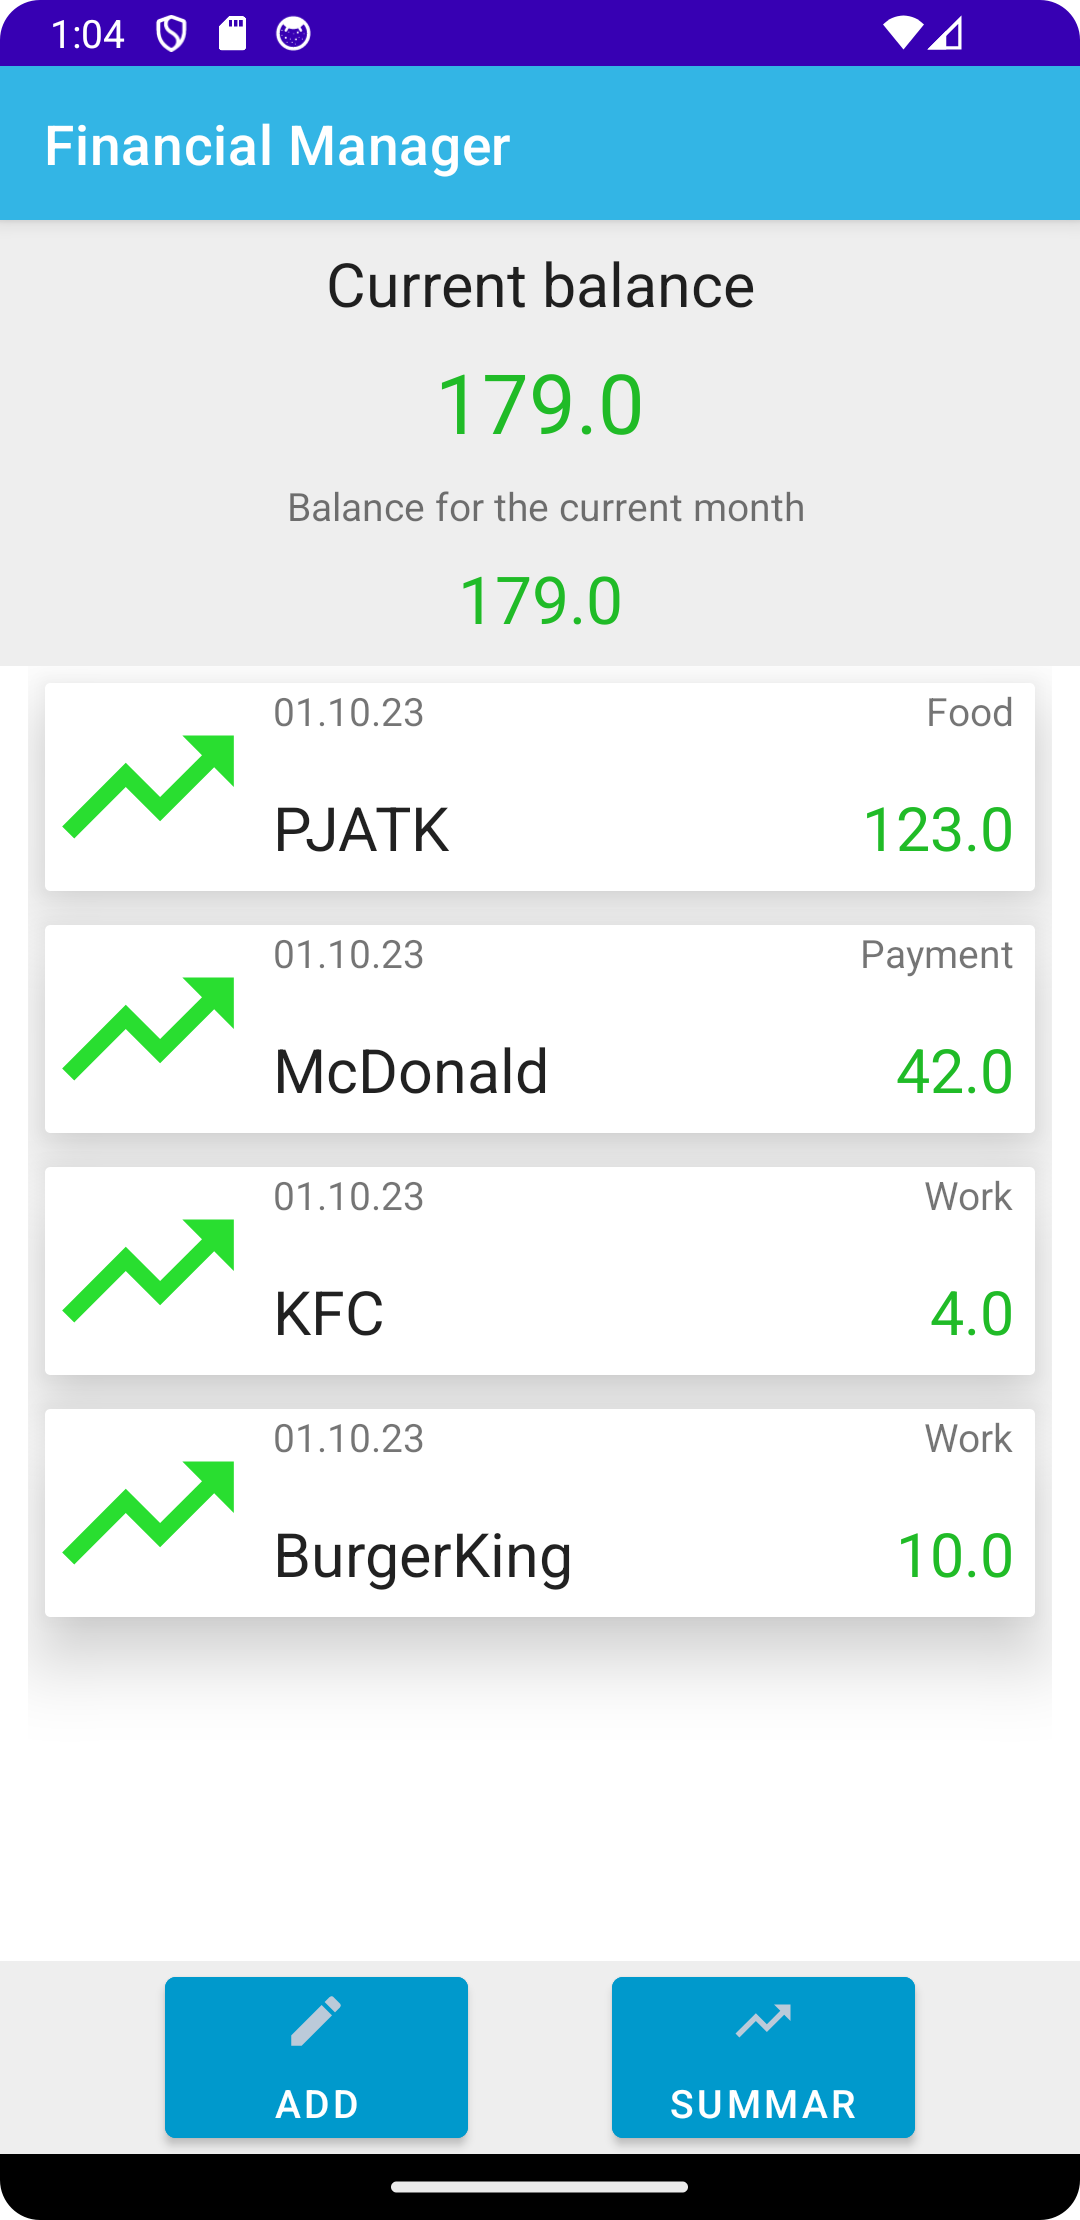 1:04
Financial Manager
Current balance
179.0
Balance for the current month
179.0
01.10.23 Food
PJATK 123.0
01.10.23 Payment
McDonald 42.0
01.10.23 Work
KFC 4.0
01.10.23 Work
BurgerKing 10.0
ADD SUMMAR